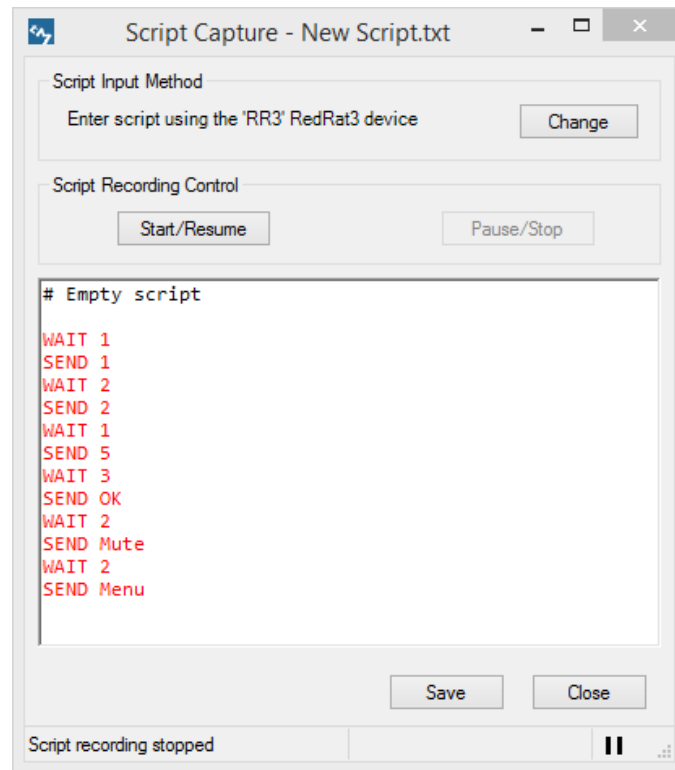 Script Capture - New Script.txt
Script Input Method
Enter script using the 'RR3' RedRat3 device
Change
Script Recording Control
Start/Resume
Pause/Stop
# Empty script
WAIT 1
SEND 1
WAIT 2
SEND 2
WAIT 1
SEND 5
WAIT 3
SEND OK
WAIT 2
SEND Mute
WAIT 2
SEND Menu
Save
Close
Script recording stopped